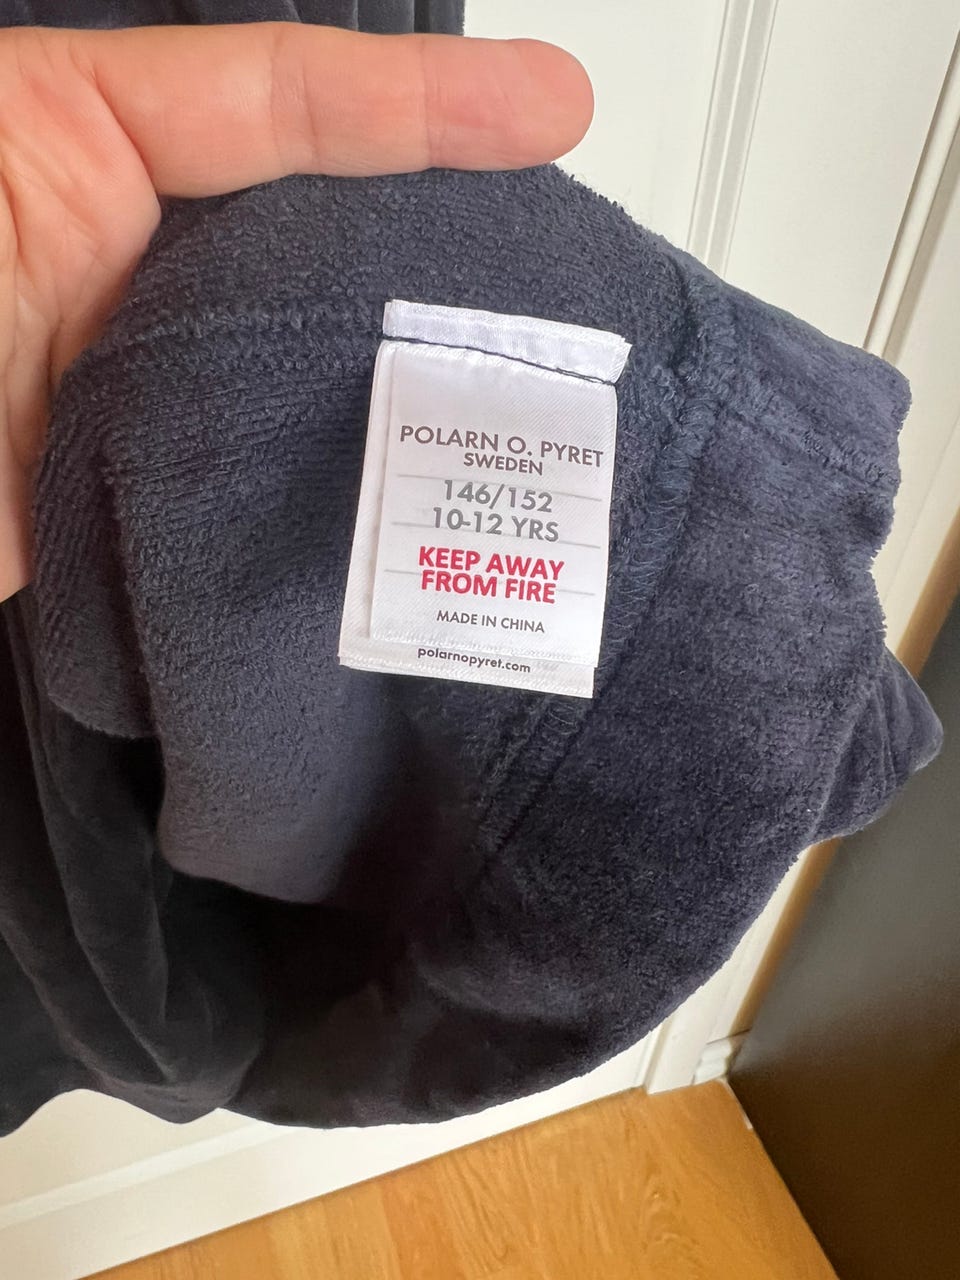 POLARN O. PYRET
SWEDEN
146/152
10-12 YRS
KEEP AWAY
FROM FIRE
MADE IN CHINA
polarnopyret.com